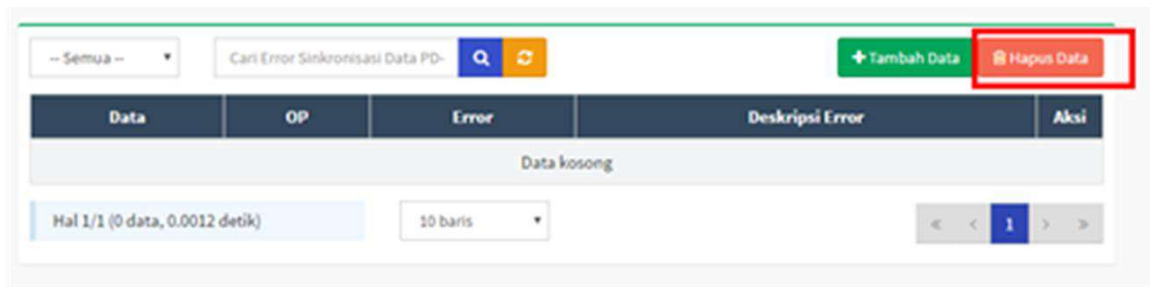 -- Semua --
Cari Error Sinkronisasi Data PD-
Tambah Data
Hapus Data
Data OP Error Deskripsi Error Aksi
Data kosong
Hal 1/1 (0 data, 0.0012 detik)
10 baris
« < 1 > »